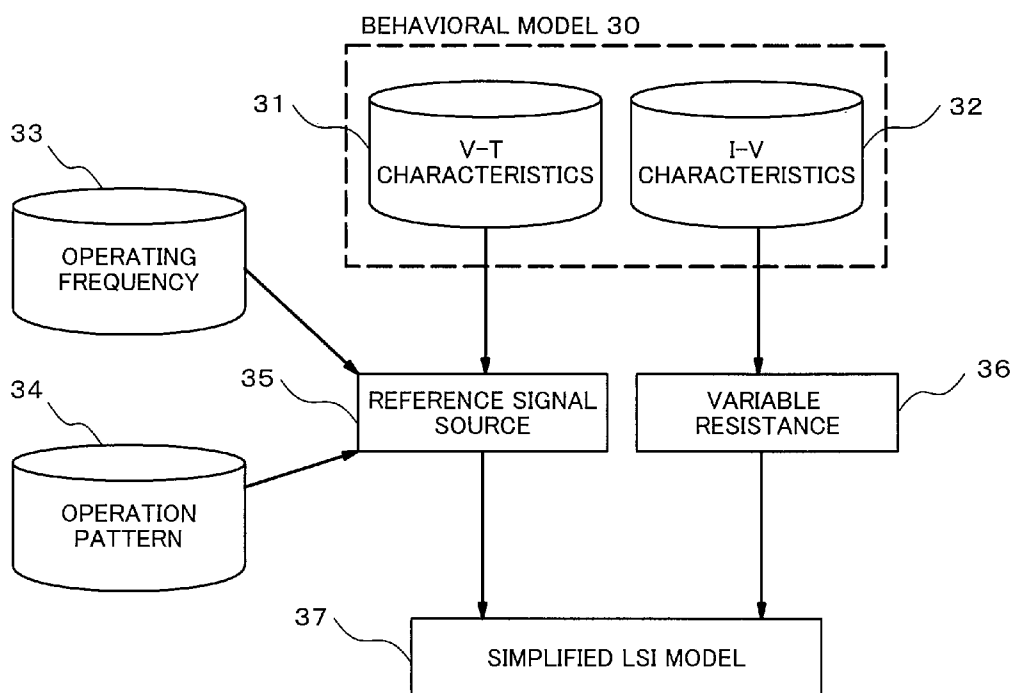 BEHAVIORAL MODEL 30
31
V-T
CHARACTERISTICS
I-V
CHARACTERISTICS
32
33
OPERATING
FREQUENCY
34
OPERATION
PATTERN
35
REFERENCE SIGNAL
SOURCE
VARIABLE
RESISTANCE
36
37
SIMPLIFIED LSI MODEL